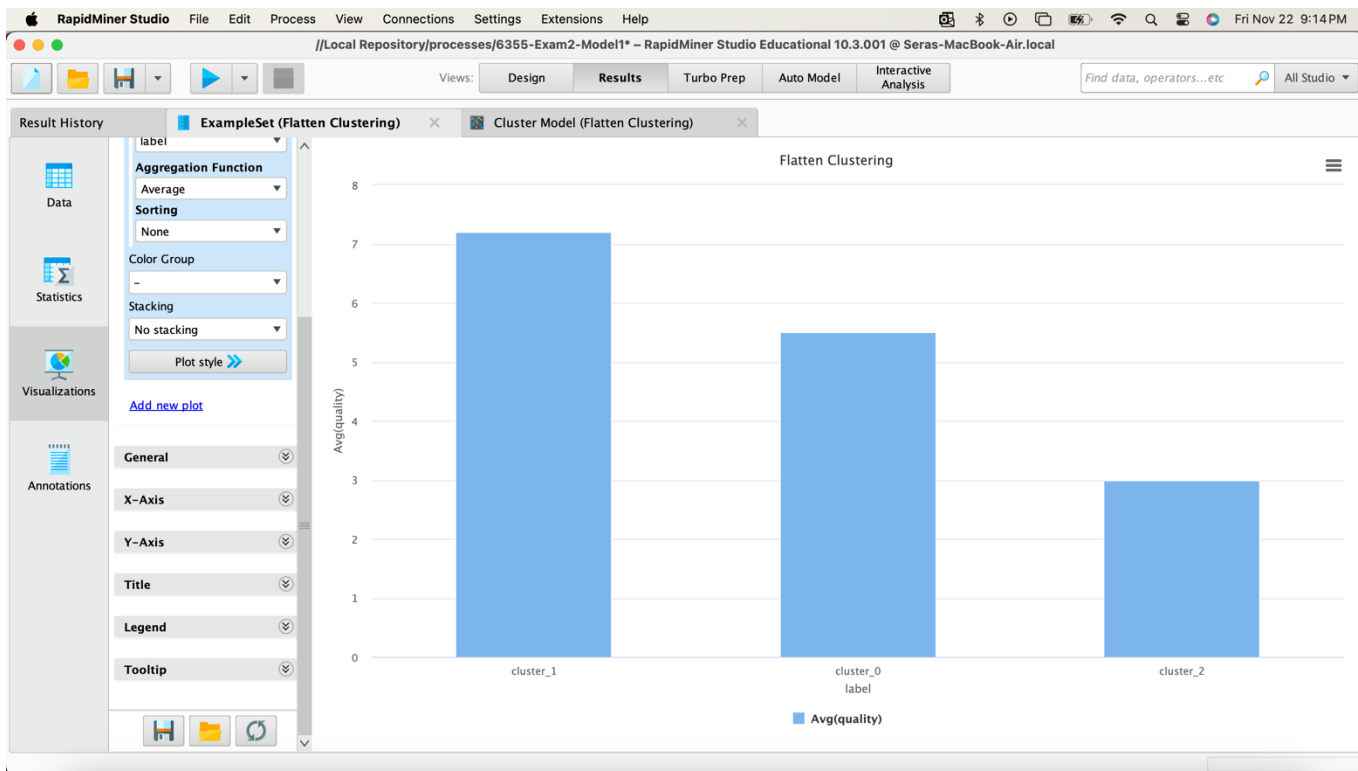 RapidMiner Studio File Edit Process View Connections Settings Extensions Help Fri Nov 22 9:14 PM
//Local Repository/processes/6355-Exam2-Model1* – RapidMiner Studio Educational 10.3.001 @ Seras-MacBook-Air.local
Views: Design Results Turbo Prep Auto Model Interactive Analysis Find data, operators...etc All Studio
Result History ExampleSet (Flatten Clustering) Cluster Model (Flatten Clustering)
Data
Statistics
Visualizations
Annotations
label
Aggregation Function
Average
Sorting
None
Color Group
–
Stacking
No stacking
Plot style
Add new plot
General
X-Axis
Y-Axis
Title
Legend
Tooltip
Flatten Clustering
8
7
6
5
4
3
2
1
0
Avg(quality)
cluster_1 cluster_0 cluster_2
label
Avg(quality)